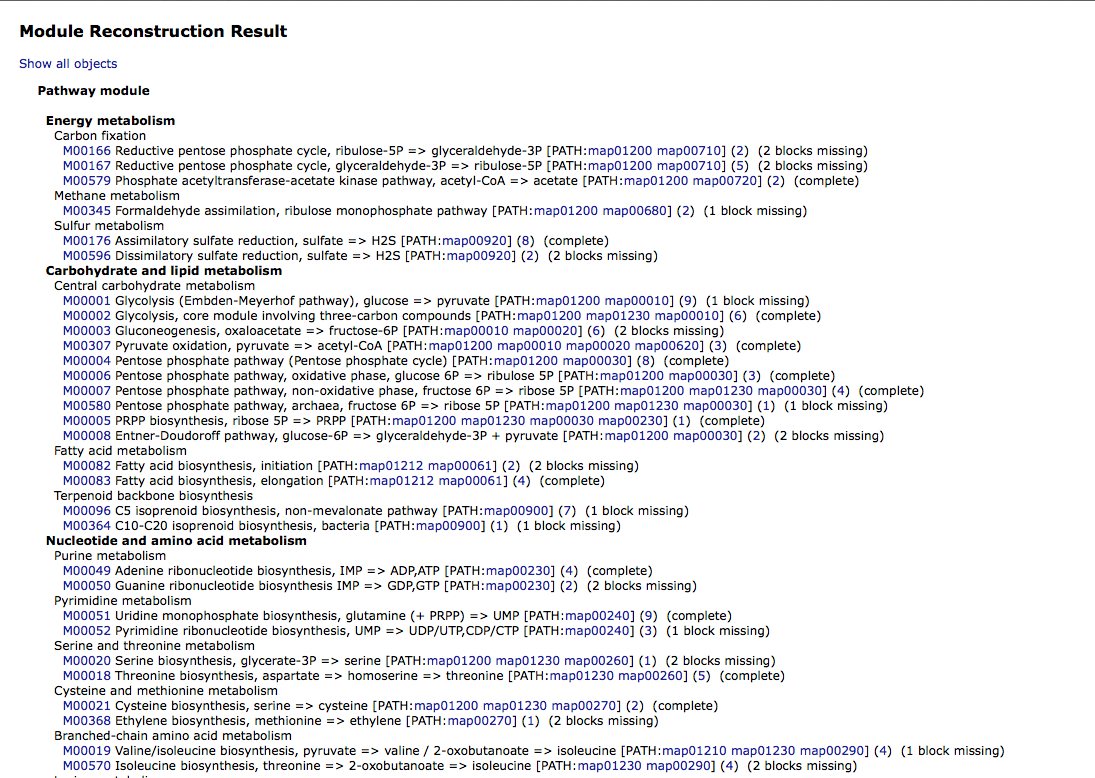 Module Reconstruction Result
Show all objects
Pathway module
Energy metabolism
Carbon fixation
M00166 Reductive pentose phosphate cycle, ribulose-5P => glyceraldehyde-3P [PATH:map01200 map00710] (2) (2 blocks missing)
M00167 Reductive pentose phosphate cycle, glyceraldehyde-3P => ribulose-5P [PATH:map01200 map00710] (5) (2 blocks missing)
M00579 Phosphate acetyltransferase-acetate kinase pathway, acetyl-CoA => acetate [PATH:map01200 map00720] (2) (complete)
Methane metabolism
M00345 Formaldehyde assimilation, ribulose monophosphate pathway [PATH:map01200 map00680] (2) (1 block missing)
Sulfur metabolism
M00176 Assimilatory sulfate reduction, sulfate => H2S [PATH:map00920] (8) (complete)
M00596 Dissimilatory sulfate reduction, sulfate => H2S [PATH:map00920] (2) (2 blocks missing)
Carbohydrate and lipid metabolism
Central carbohydrate metabolism
M00001 Glycolysis (Embden-Meyerhof pathway), glucose => pyruvate [PATH:map01200 map00010] (9) (1 block missing)
M00002 Glycolysis, core module involving three-carbon compounds [PATH:map01200 map01230 map00010] (6) (complete)
M00003 Gluconeogenesis, oxaloacetate => fructose-6P [PATH:map00010 map00020] (6) (2 blocks missing)
M00307 Pyruvate oxidation, pyruvate => acetyl-CoA [PATH:map01200 map00010 map00020 map00620] (3) (complete)
M00004 Pentose phosphate pathway (Pentose phosphate cycle) [PATH:map01200 map00030] (8) (complete)
M00006 Pentose phosphate pathway, oxidative phase, glucose 6P => ribulose 5P [PATH:map01200 map00030] (3) (complete)
M00007 Pentose phosphate pathway, non-oxidative phase, fructose 6P => ribose 5P [PATH:map01200 map01230 map00030] (4) (complete)
M00580 Pentose phosphate pathway, archaea, fructose 6P => ribose 5P [PATH:map01200 map01230 map00030] (1) (1 block missing)
M00005 PRPP biosynthesis, ribose 5P => PRPP [PATH:map01200 map01230 map00030 map00230] (1) (complete)
M00008 Entner-Doudoroff pathway, glucose-6P => glyceraldehyde-3P + pyruvate [PATH:map01200 map00030] (2) (2 blocks missing)
Fatty acid metabolism
M00082 Fatty acid biosynthesis, initiation [PATH:map01212 map00061] (2) (2 blocks missing)
M00083 Fatty acid biosynthesis, elongation [PATH:map01212 map00061] (4) (complete)
Terpenoid backbone biosynthesis
M00096 C5 isoprenoid biosynthesis, non-mevalonate pathway [PATH:map00900] (7) (1 block missing)
M00364 C10-C20 isoprenoid biosynthesis, bacteria [PATH:map00900] (1) (1 block missing)
Nucleotide and amino acid metabolism
Purine metabolism
M00049 Adenine ribonucleotide biosynthesis, IMP => ADP,ATP [PATH:map00230] (4) (complete)
M00050 Guanine ribonucleotide biosynthesis IMP => GDP,GTP [PATH:map00230] (2) (2 blocks missing)
Pyrimidine metabolism
M00051 Uridine monophosphate biosynthesis, glutamine (+ PRPP) => UMP [PATH:map00240] (9) (complete)
M00052 Pyrimidine ribonucleotide biosynthesis, UMP => UDP/UTP,CDP/CTP [PATH:map00240] (3) (1 block missing)
Serine and threonine metabolism
M00020 Serine biosynthesis, glycerate-3P => serine [PATH:map01200 map01230 map00260] (1) (2 blocks missing)
M00018 Threonine biosynthesis, aspartate => homoserine => threonine [PATH:map01230 map00260] (5) (complete)
Cysteine and methionine metabolism
M00021 Cysteine biosynthesis, serine => cysteine [PATH:map01200 map01230 map00270] (2) (complete)
M00368 Ethylene biosynthesis, methionine => ethylene [PATH:map00270] (1) (2 blocks missing)
Branched-chain amino acid metabolism
M00019 Valine/isoleucine biosynthesis, pyruvate => valine / 2-oxobutanoate => isoleucine [PATH:map01210 map01230 map00290] (4) (1 block missing)
M00570 Isoleucine biosynthesis, threonine => 2-oxobutanoate => isoleucine [PATH:map01230 map00290] (4) (2 blocks missing)